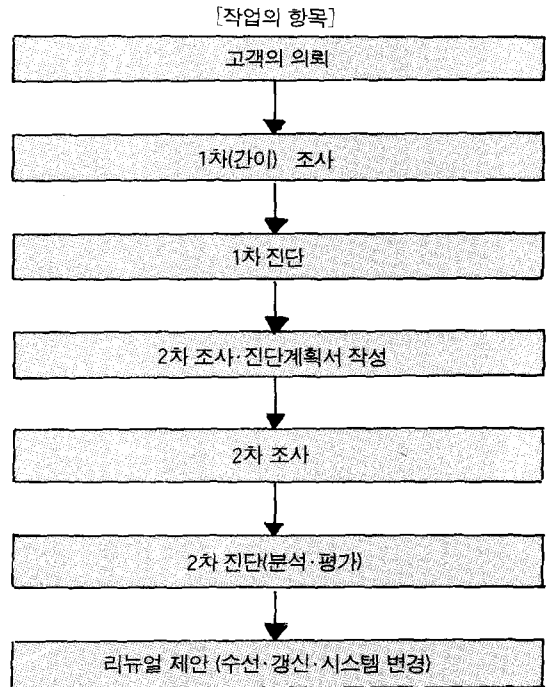 [작업의 항목]
고객의 의뢰
1차(간이) 조사
1차 진단
2차 조사·진단계획서 작성
2차 조사
2차 진단(분석·평가)
리뉴얼 제안 (수선·갱신·시스템 변경)